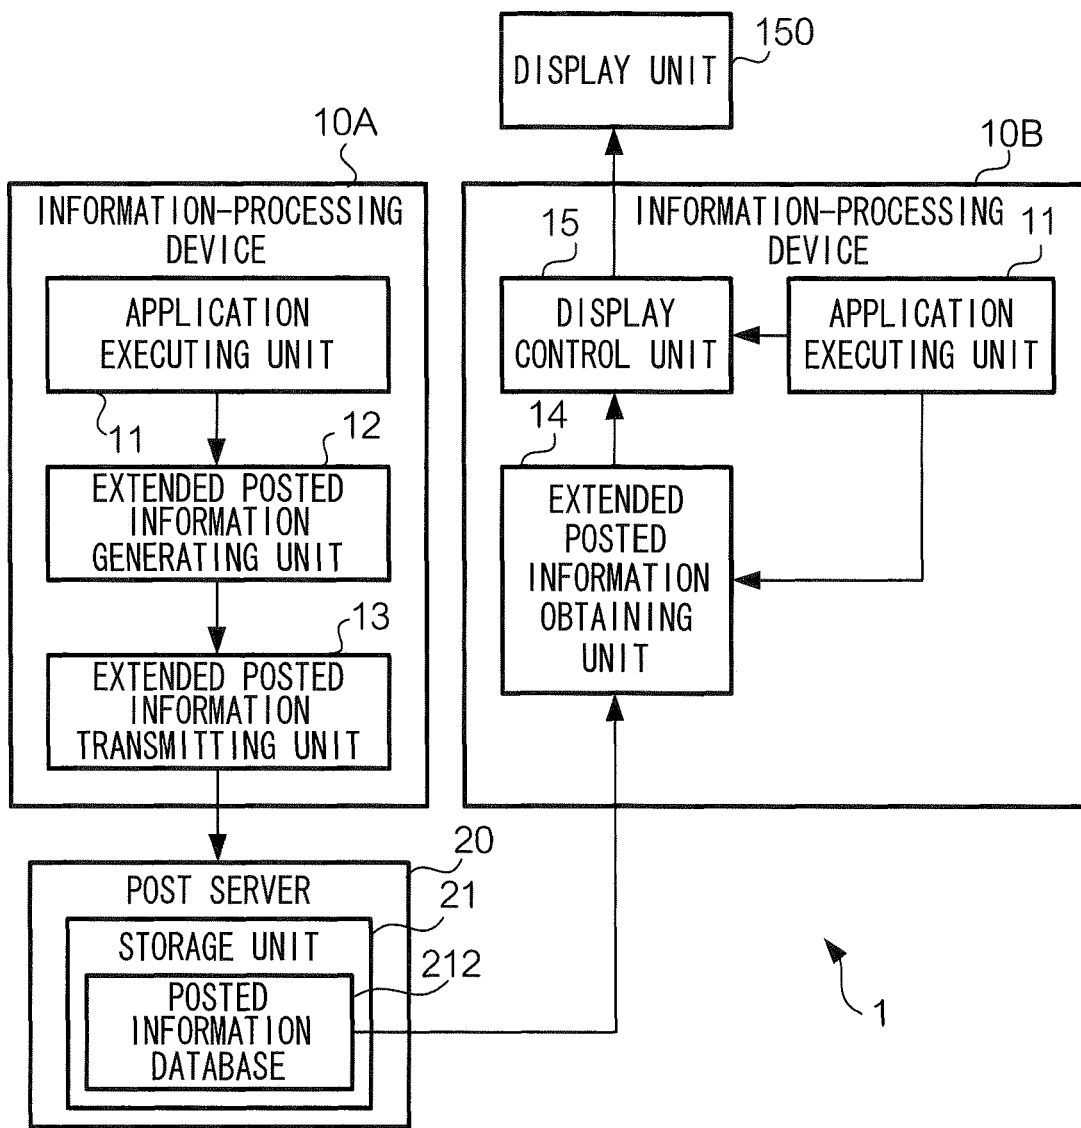 150
DISPLAY UNIT
10A
INFORMATION-PROCESSING
DEVICE
APPLICATION
EXECUTING UNIT
11
12
EXTENDED POSTED
INFORMATION
GENERATING UNIT
13
EXTENDED POSTED
INFORMATION
TRANSMITTING UNIT
10B
INFORMATION-PROCESSING
DEVICE
15
DISPLAY
CONTROL UNIT
11
APPLICATION
EXECUTING UNIT
14
EXTENDED
POSTED
INFORMATION
OBTAINING
UNIT
20
POST SERVER
21
STORAGE UNIT
212
POSTED
INFORMATION
DATABASE
1